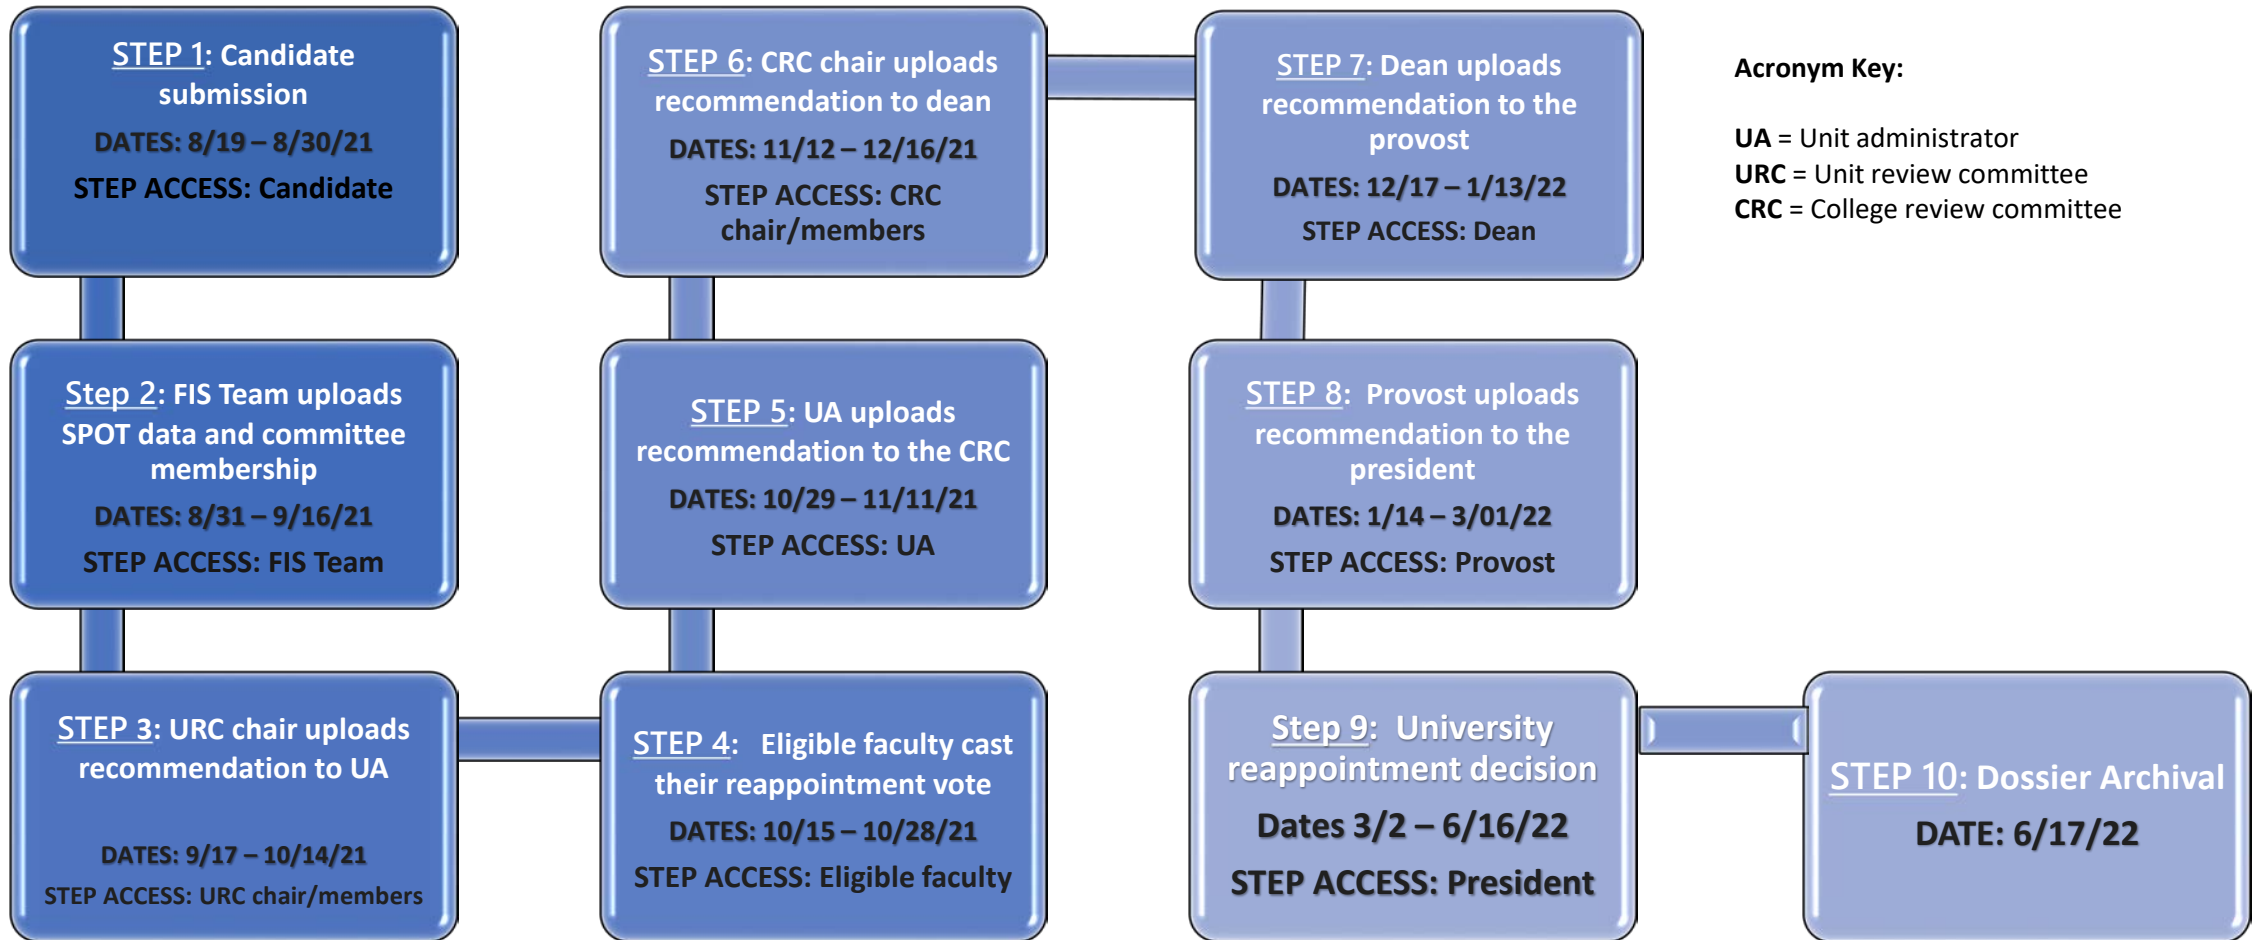 STEP 1: Candidate
submission
DATES: 8/19 – 8/30/21
STEP ACCESS: Candidate
Step 2: FIS Team uploads
SPOT data and committee
membership
DATES: 8/31 – 9/16/21
STEP ACCESS: FIS Team
STEP 3: URC chair uploads
recommendation to UA
DATES: 9/17 – 10/14/21
STEP ACCESS: URC chair/members
STEP 4: Eligible faculty cast
their reappointment vote
DATES: 10/15 – 10/28/21
STEP ACCESS: Eligible faculty
STEP 5: UA uploads
recommendation to the CRC
DATES: 10/29 – 11/11/21
STEP ACCESS: UA
STEP 6: CRC chair uploads
recommendation to dean
DATES: 11/12 – 12/16/21
STEP ACCESS: CRC
chair/members
STEP 7: Dean uploads
recommendation to the
provost
DATES: 12/17 – 1/13/22
STEP ACCESS: Dean
STEP 8: Provost uploads
recommendation to the
president
DATES: 1/14 – 3/01/22
STEP ACCESS: Provost
Step 9: University
reappointment decision
Dates 3/2 – 6/16/22
STEP ACCESS: President
STEP 10: Dossier Archival
DATE: 6/17/22
Acronym Key:
UA = Unit administrator
URC = Unit review committee
CRC = College review committee